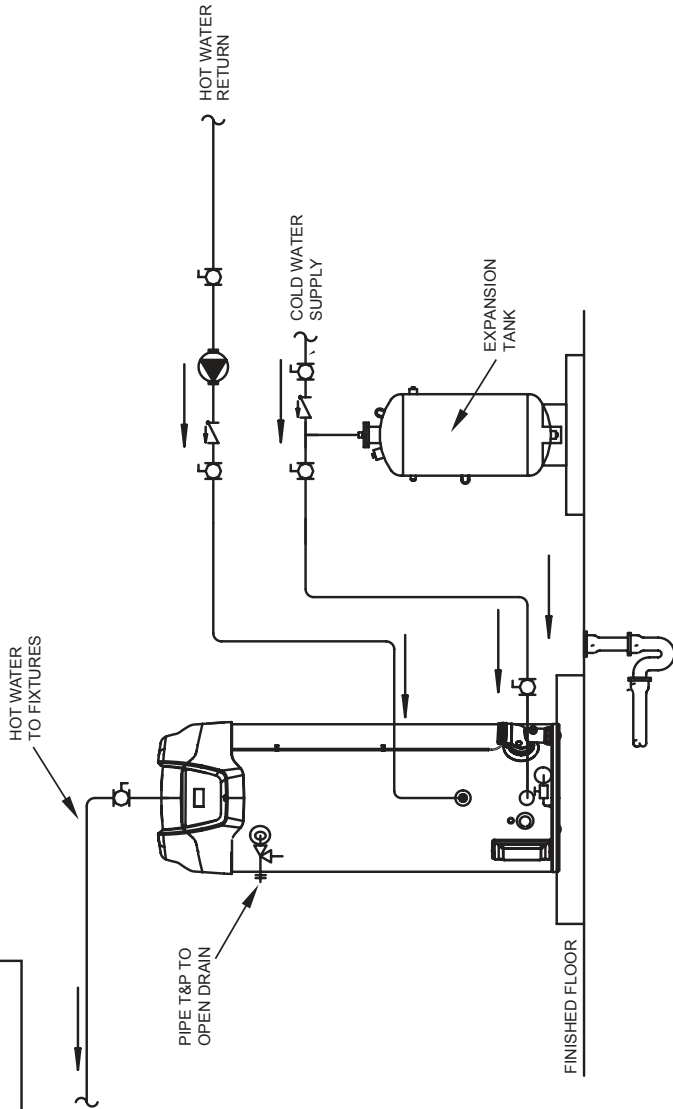 HOT WATER
TO FIXTURES
HOT WATER
RETURN
COLD WATER
SUPPLY
EXPANSION
TANK
PIPE T&P TO
OPEN DRAIN
FINISHED FLOOR